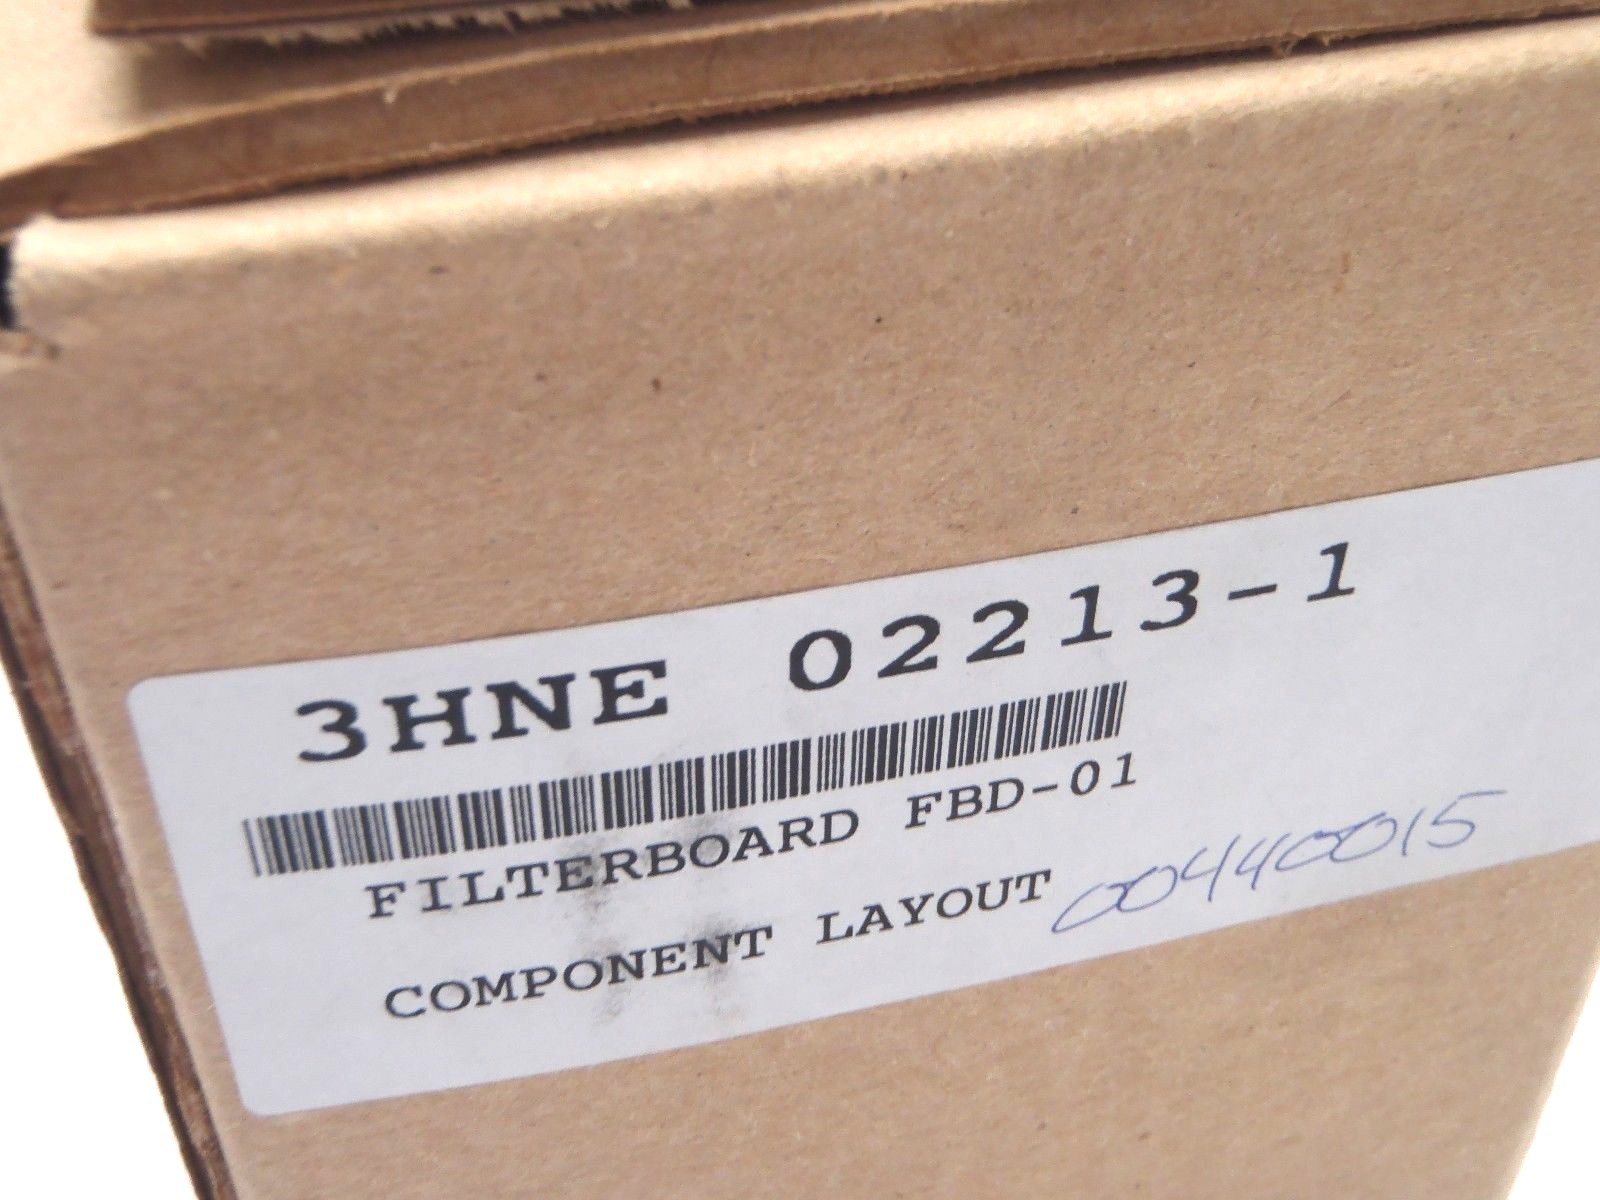 3HNE 02213-1
FILTERBOARD FBD-01
COMPONENT LAYOUT 00440015